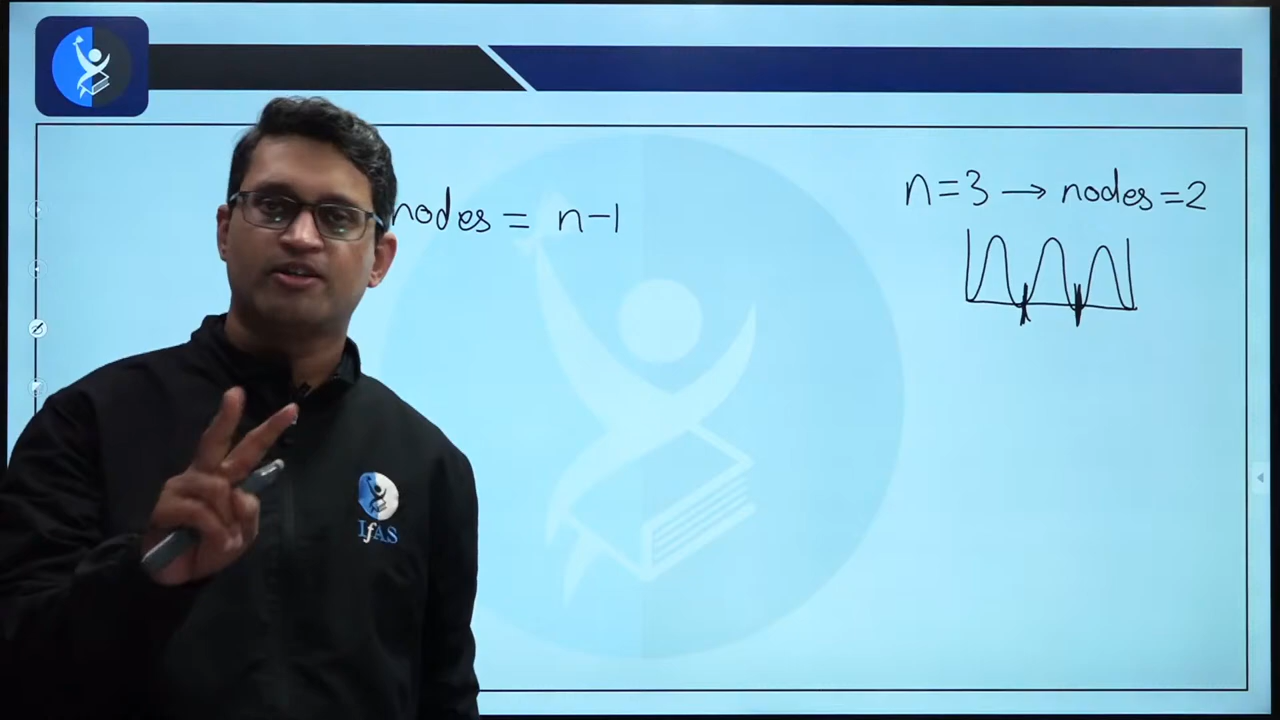 nodes = n-1
n=3 → nodes=2
IfAS